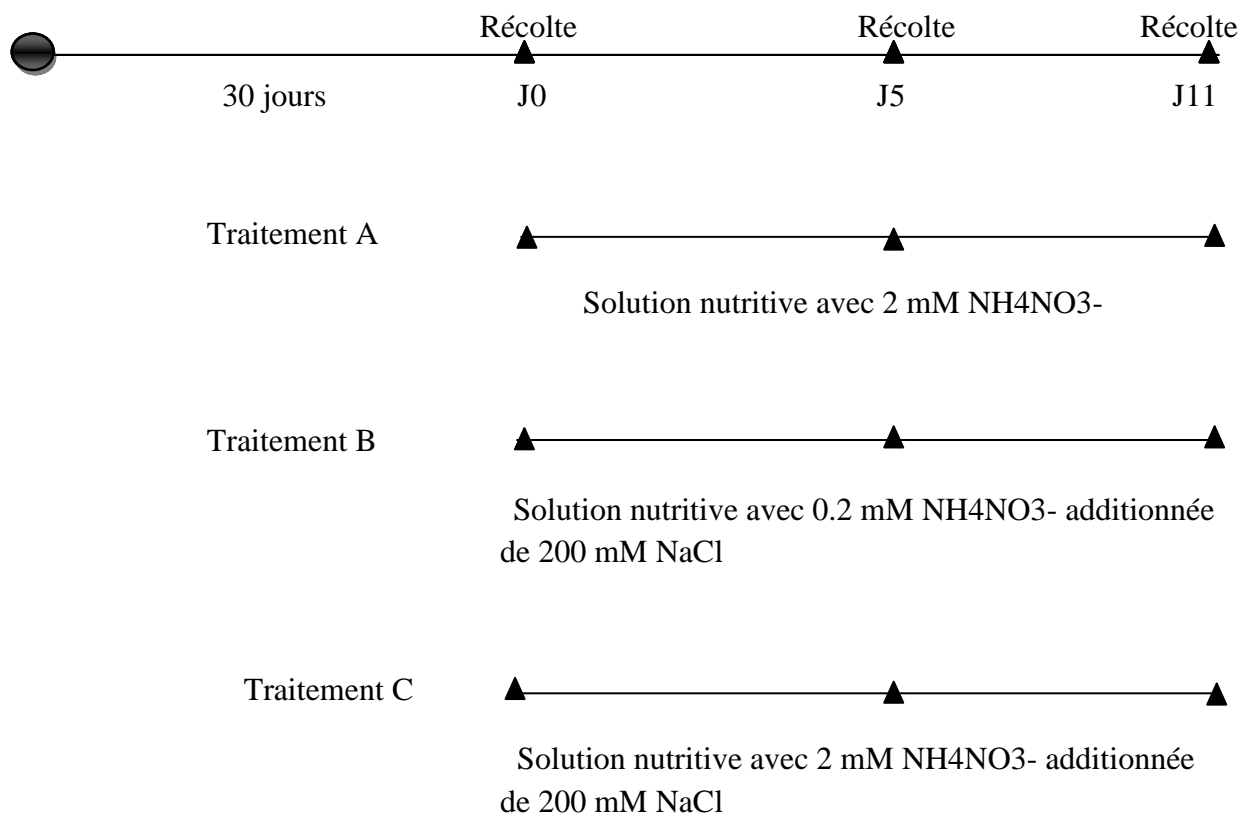 Récolte Récolte Récolte
30 jours J0 J5 J11
Traitement A
Solution nutritive avec 2 mM NH4NO3-
Traitement B
Solution nutritive avec 0.2 mM NH4NO3- additionnée
de 200 mM NaCl
Traitement C
Solution nutritive avec 2 mM NH4NO3- additionnée
de 200 mM NaCl